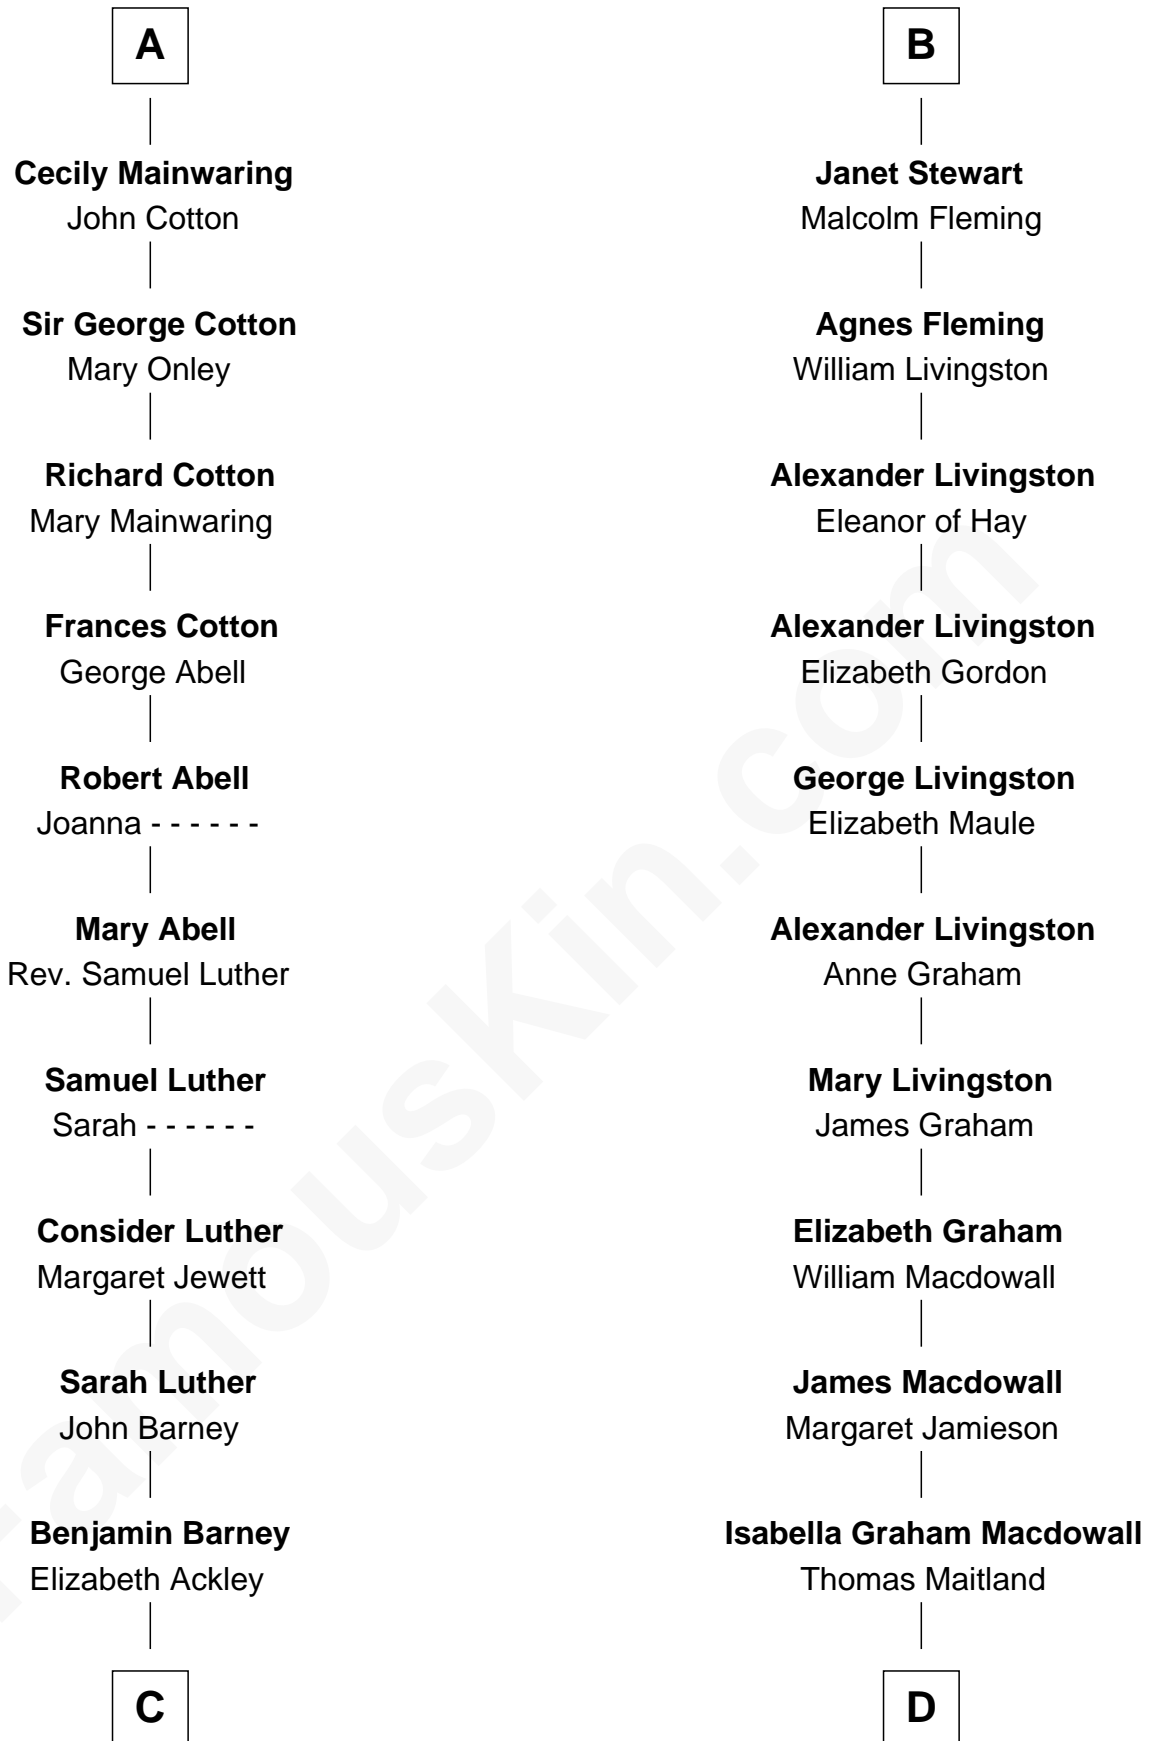 A
Cecily Mainwaring
John Cotton
Sir George Cotton
Mary Onley
Richard Cotton
Mary Mainwaring
Frances Cotton
George Abell
Robert Abell
Joanna - - - - - -
Mary Abell
Rev. Samuel Luther
Samuel Luther
Sarah - - - - - -
Consider Luther
Margaret Jewett
Sarah Luther
John Barney
Benjamin Barney
Elizabeth Ackley
C
B
Janet Stewart
Malcolm Fleming
Agnes Fleming
William Livingston
Alexander Livingston
Eleanor of Hay
Alexander Livingston
Elizabeth Gordon
George Livingston
Elizabeth Maule
Alexander Livingston
Anne Graham
Mary Livingston
James Graham
Elizabeth Graham
William Macdowall
James Macdowall
Margaret Jamieson
Isabella Graham Macdowall
Thomas Maitland
D
FamousKin.com